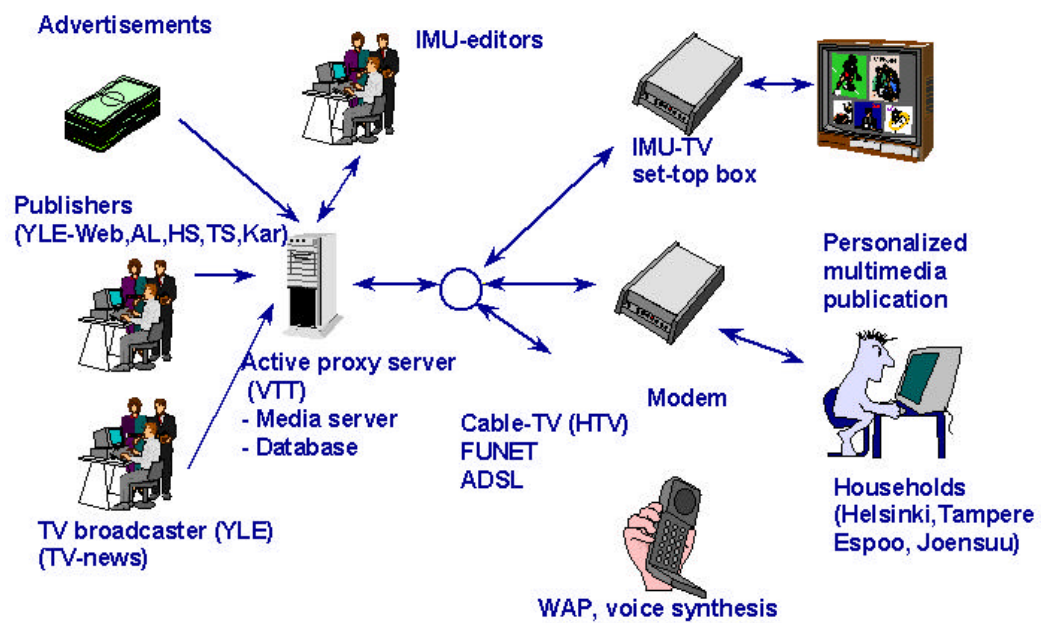 Advertisements
IMU-editors
IMU-TV
set-top box
Publishers
(YLE-Web,AL,HS,TS,Kar)
Personalized
multimedia
publication
Active proxy server
(VTT)
- Media server
- Database
Modem
Cable-TV (HTV)
FUNET
ADSL
Households
(Helsinki,Tampere
Espoo, Joensuu)
TV broadcaster (YLE)
(TV-news)
WAP, voice synthesis